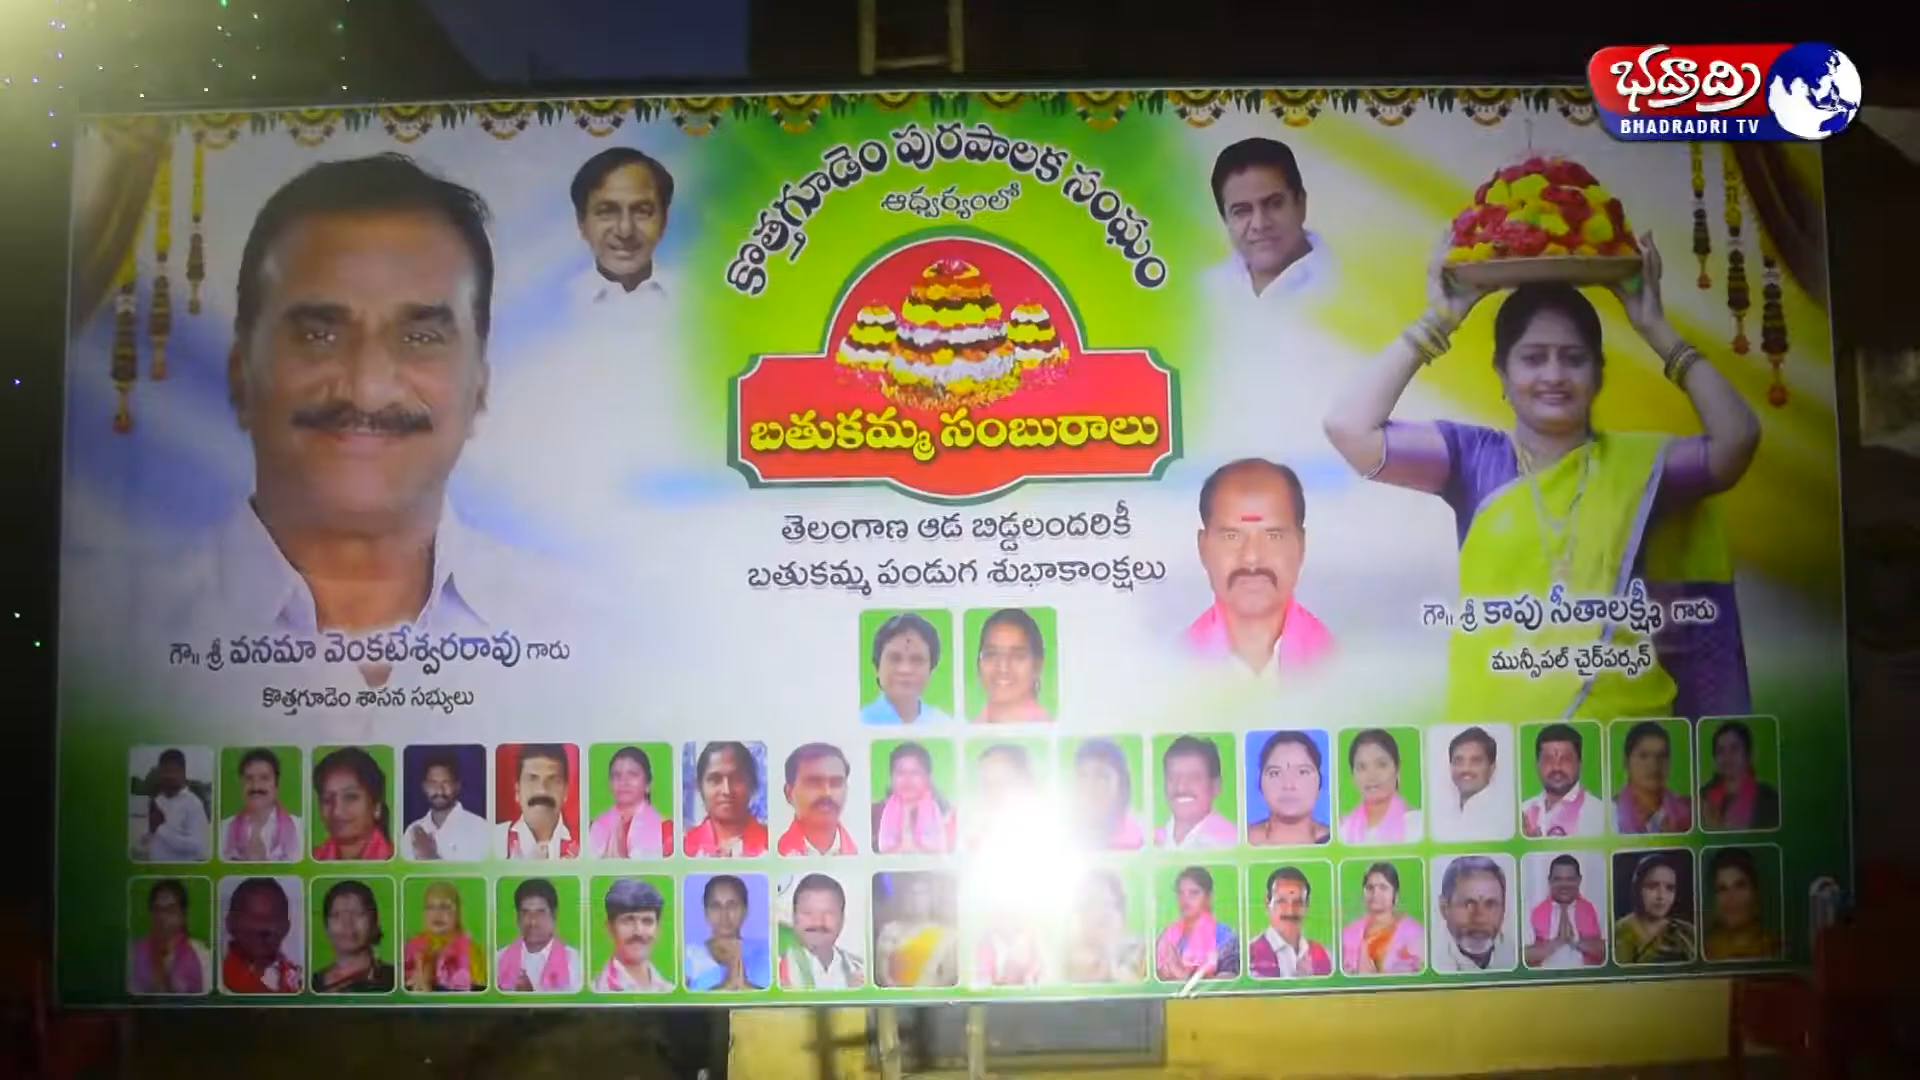 భద్రాద్రి
BHADRADRI TV
కొత్తగూడెం పురపాలక సంఘం
ఆధ్వర్యంలో
బతుకమ్మ సంబురాలు
తెలంగాణ ఆడ బిడ్డలందరికీ
బతుకమ్మ పండుగ శుభాకాంక్షలు
గౌ॥ శ్రీ వనమా వెంకటేశ్వరరావు గారు
కొత్తగూడెం శాసన సభ్యులు
గౌ॥ శ్రీ కాపు సీతాలక్ష్మీ గారు
మున్సీపల్ చైర్‌పర్సన్